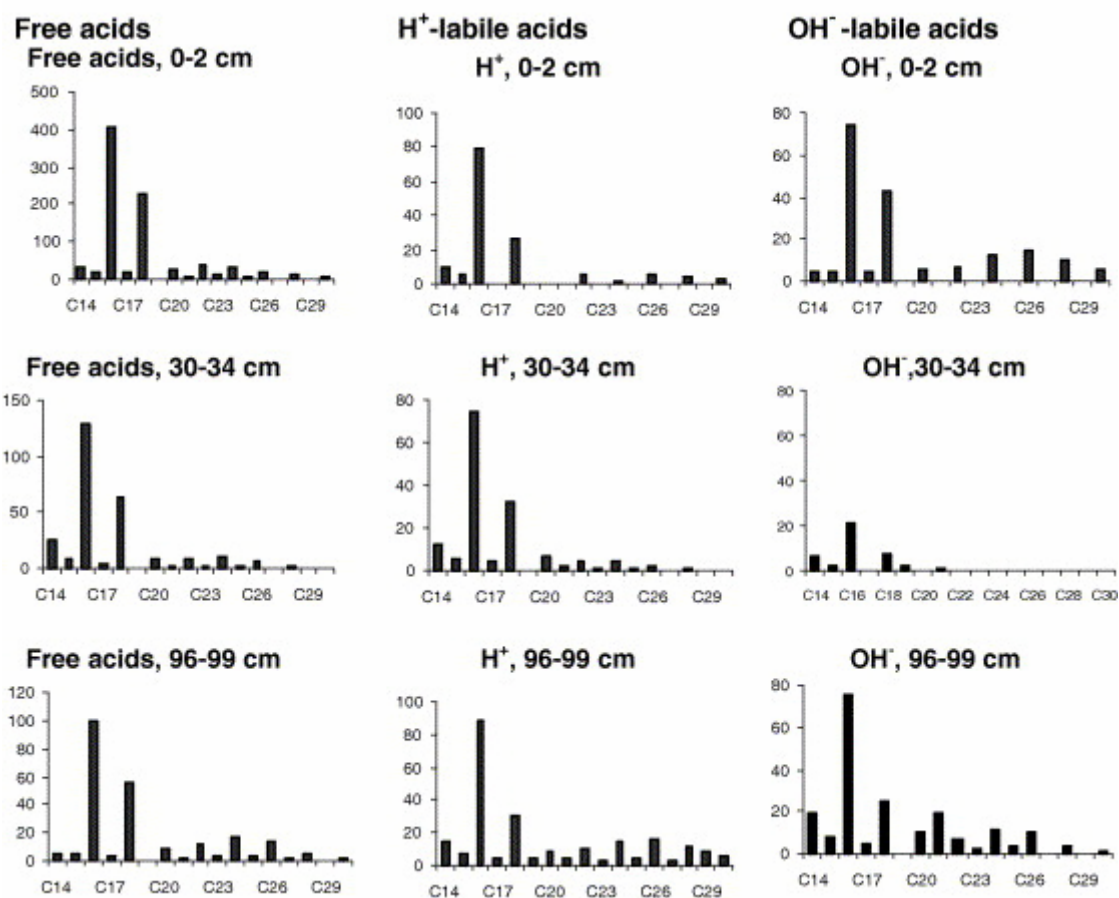 Free acids
Free acids, 0-2 cm
500
400
300
200
100
0
C14 C17 C20 C23 C26 C29
H⁺-labile acids
H⁺, 0-2 cm
100
80
60
40
20
0
C14 C17 C20 C23 C26 C29
OH⁻-labile acids
OH⁻, 0-2 cm
80
60
40
20
0
C14 C17 C20 C23 C26 C29
Free acids, 30-34 cm
150
100
50
0
C14 C17 C20 C23 C26 C29
H⁺, 30-34 cm
80
60
40
20
0
C14 C17 C20 C23 C26 C29
OH⁻,30-34 cm
80
60
40
20
0
C14 C16 C18 C20 C22 C24 C26 C28 C30
Free acids, 96-99 cm
120
100
80
60
40
20
0
C14 C17 C20 C23 C26 C29
H⁺, 96-99 cm
100
80
60
40
20
0
C14 C17 C20 C23 C26 C29
OH⁻, 96-99 cm
80
60
40
20
0
C14 C17 C20 C23 C26 C29